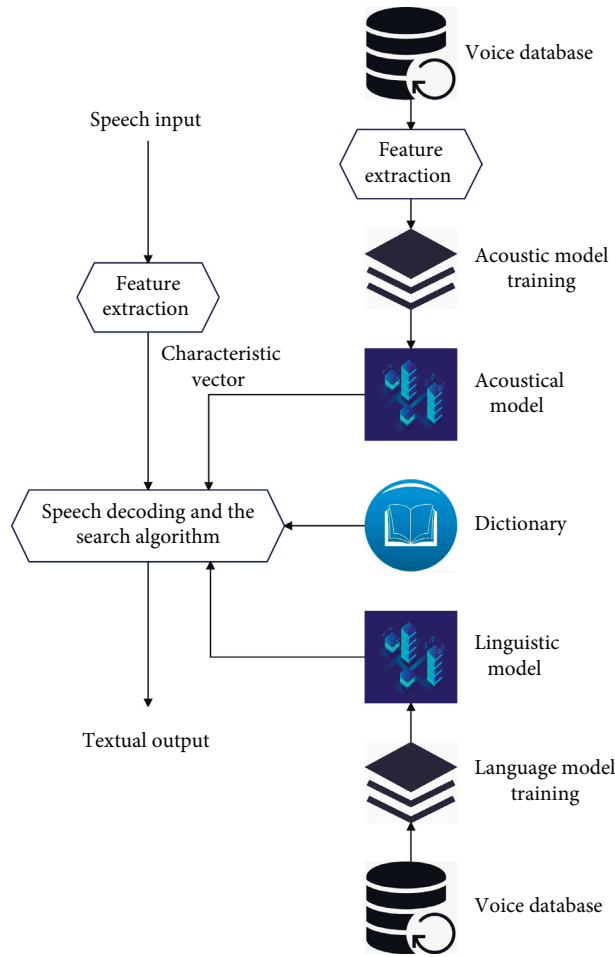 Voice database
Speech input
Feature
extraction
Acoustic model
training
Feature
extraction
Characteristic
vector
Acoustical
model
Speech decoding and the
search algorithm
Dictionary
Linguistic
model
Textual output
Language model
training
Voice database